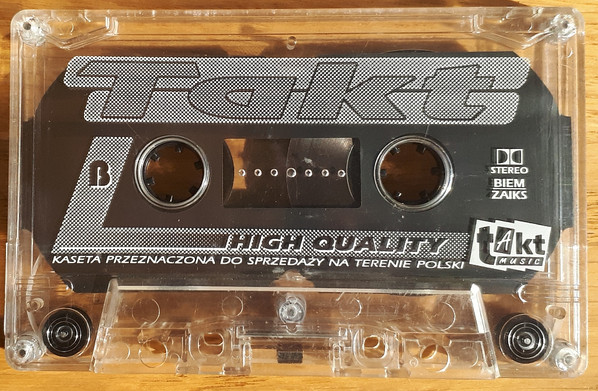 Takt
B
STEREO
BIEM
ZAIKS
HIGH QUALITY
KASETA PRZEZNACZONA DO SPRZEDAŻY NA TERENIE POLSKI
tAkt
MUSIC